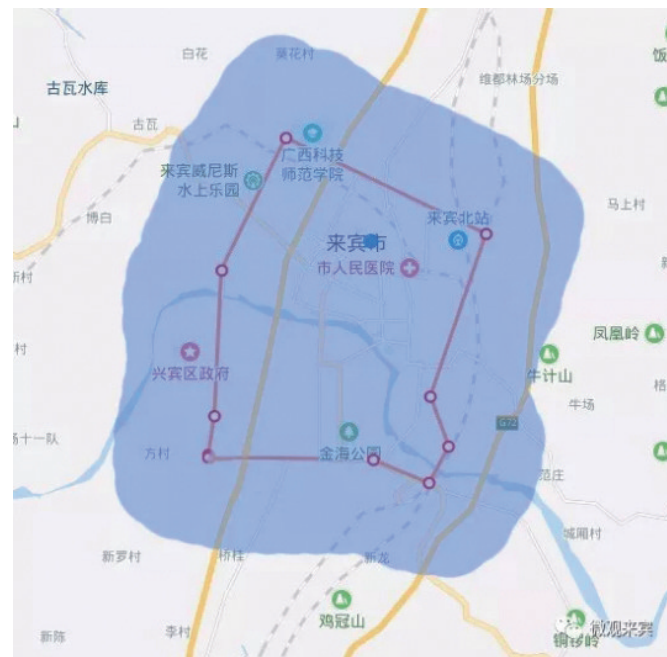 白花
葵花村
维都林场分场
古瓦水库
古瓦
广西科技
师范学院
来宾威尼斯
水上乐园
马上村
博白
来宾北站
来宾市
市人民医院
凤凰岭
兴宾区政府
牛计山
牛场
G72
方村
金海公园
范庄
城厢村
新罗村
桥桂
新龙
鸡冠山
李村
新陈
微观来宾